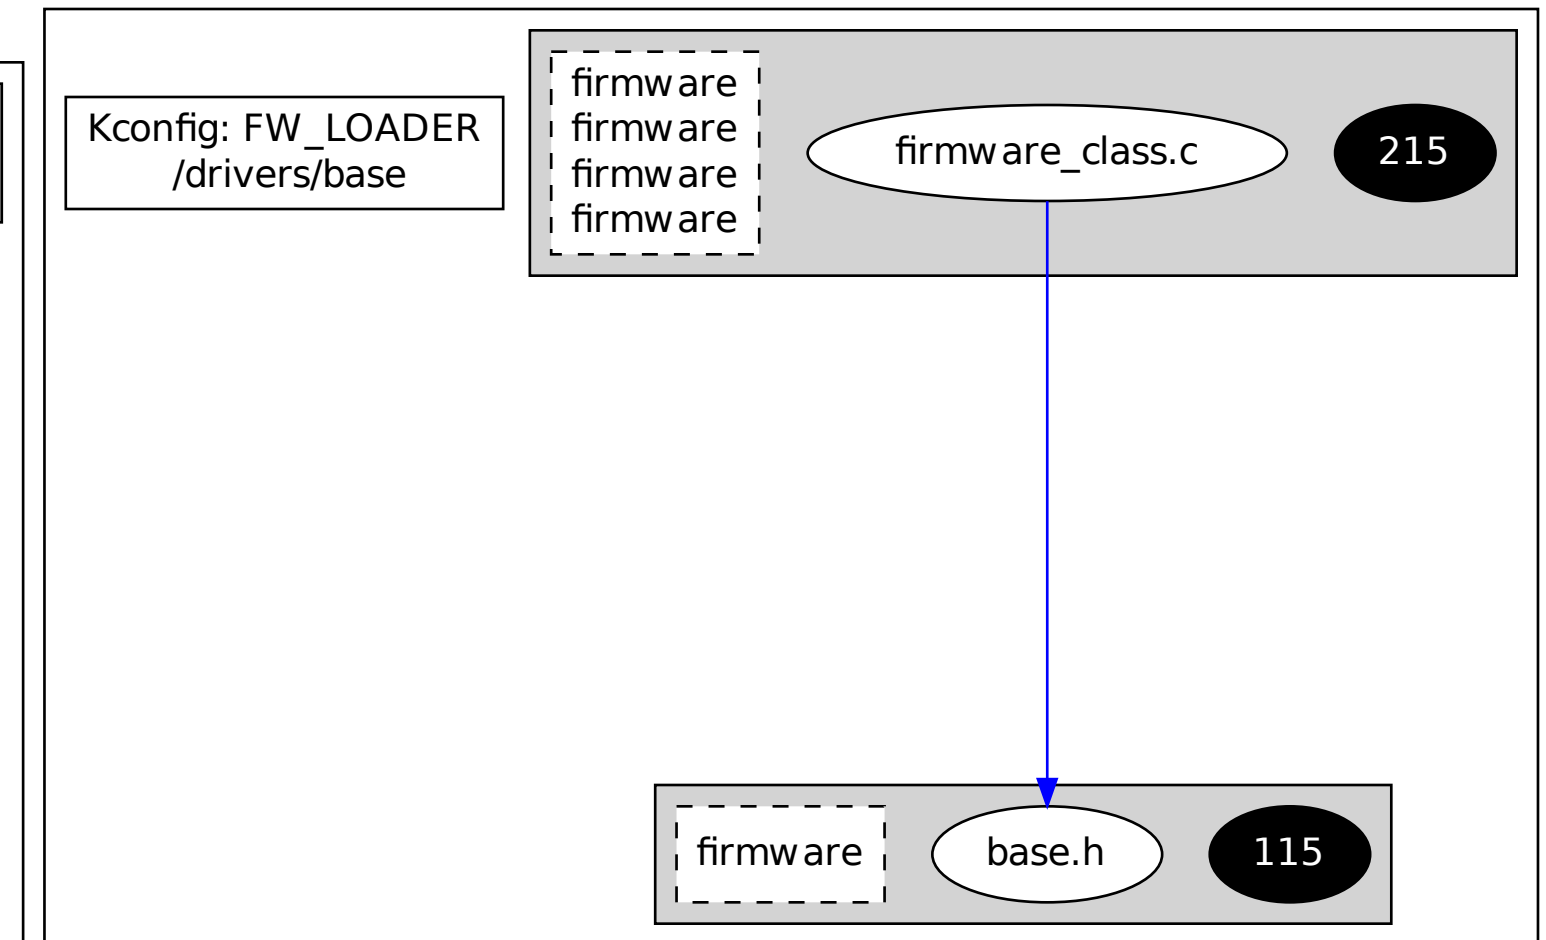 Kconfig: FW_LOADER
/drivers/base
firmware
firmware
firmware
firmware
firmware_class.c
215
firmware
base.h
115